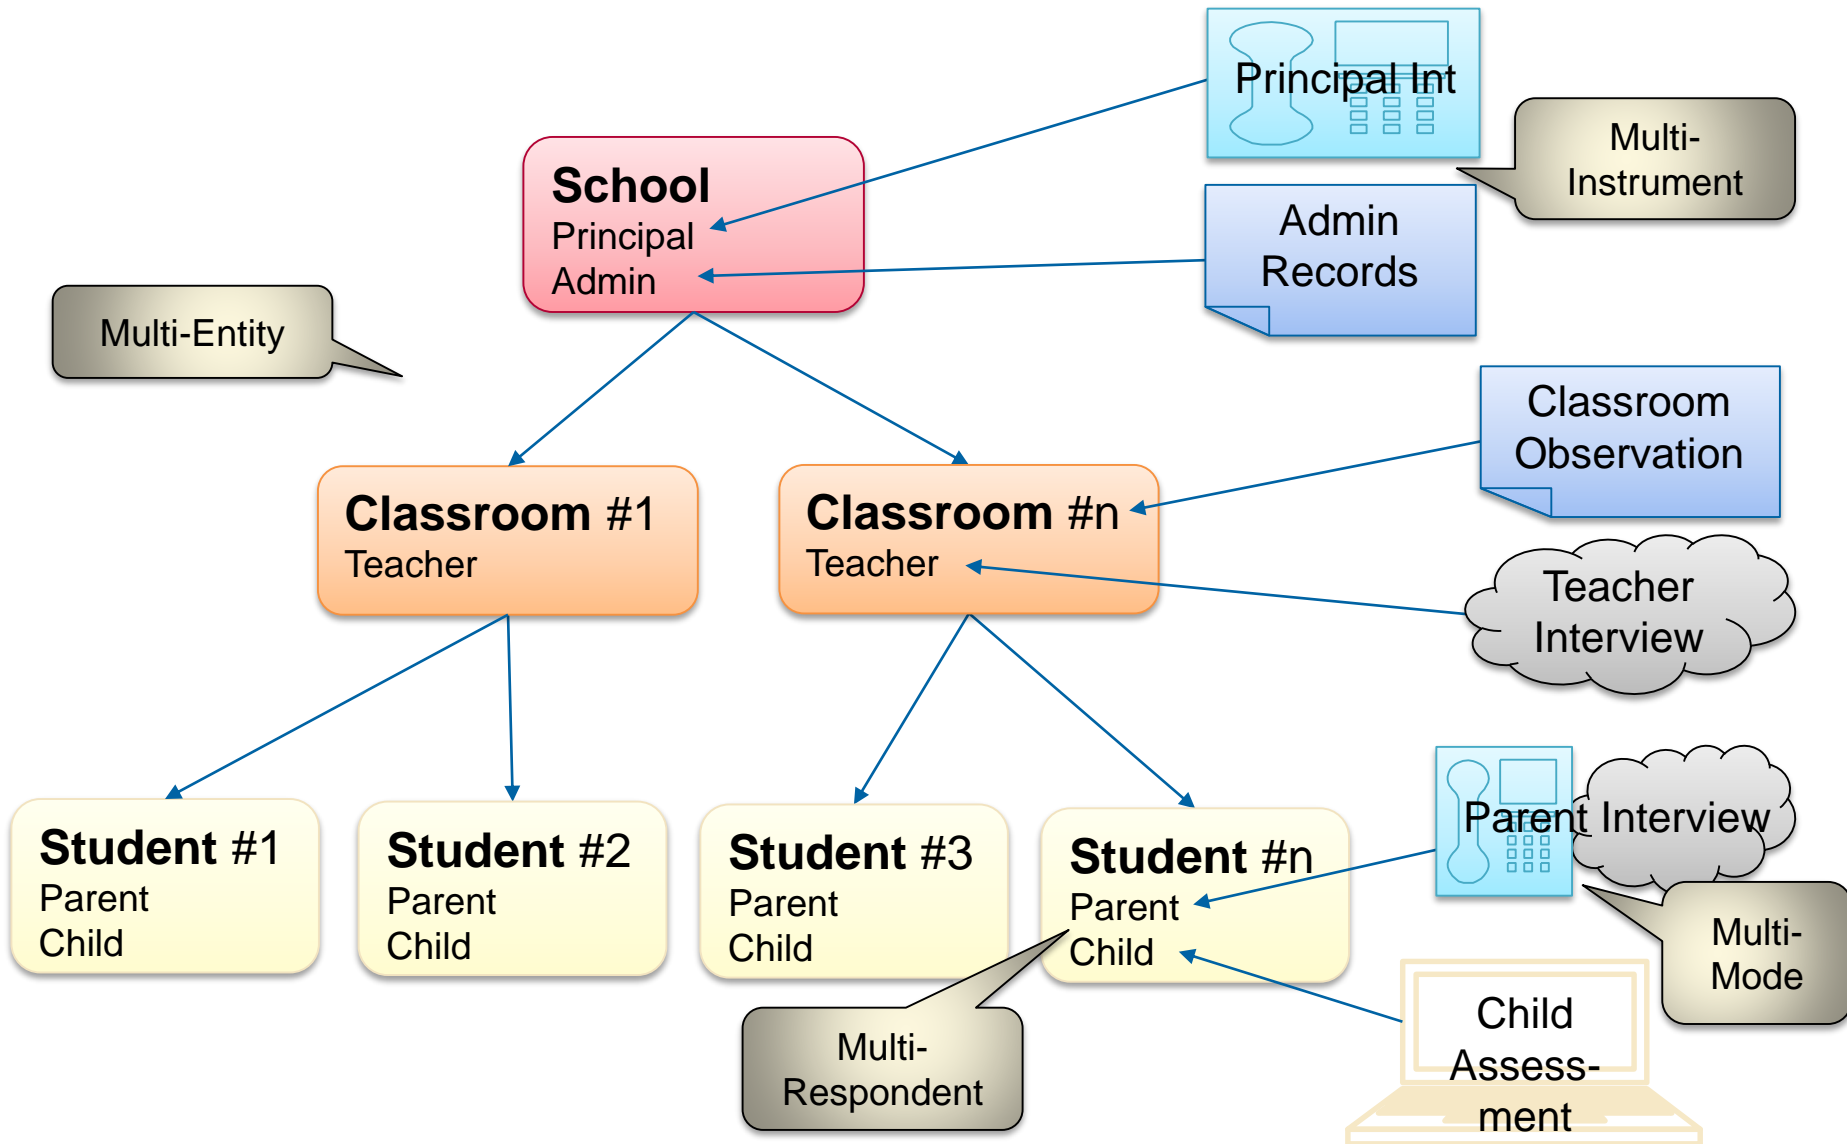 Principal Int
Multi-
Instrument
School
Principal
Admin
Admin
Records
Multi-Entity
Classroom
Observation
Classroom #1
Teacher
Classroom #n
Teacher
Teacher
Interview
Parent Interview
Student #1
Parent
Child
Student #2
Parent
Child
Student #3
Parent
Child
Student #n
Parent
Child
Multi-
Mode
Multi-
Respondent
Child
Assess-
ment